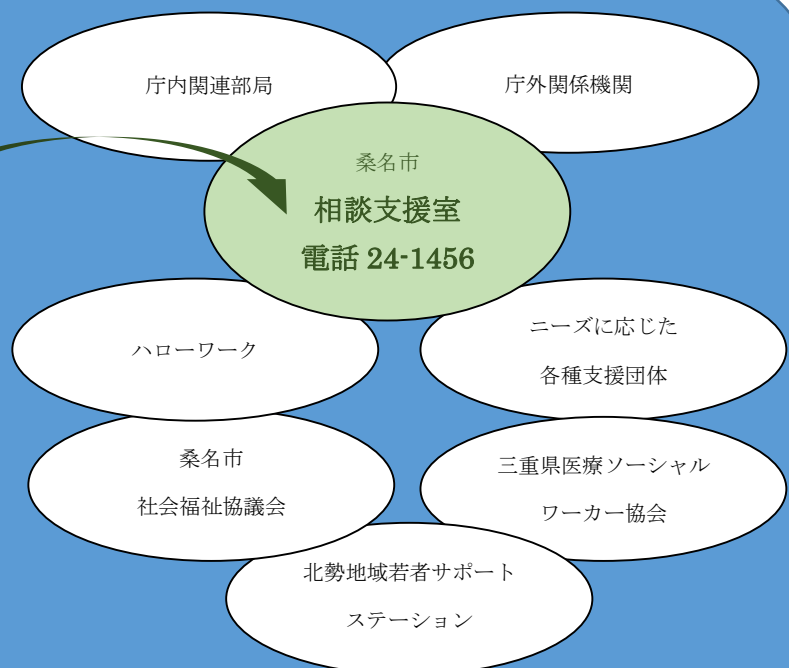 庁内関連部局
庁外関係機関
桑名市
相談支援室
電話 24-1456
ハローワーク
ニーズに応じた
各種支援団体
桑名市
社会福祉協議会
三重県医療ソーシャル
ワーカー協会
北勢地域若者サポート
ステーション